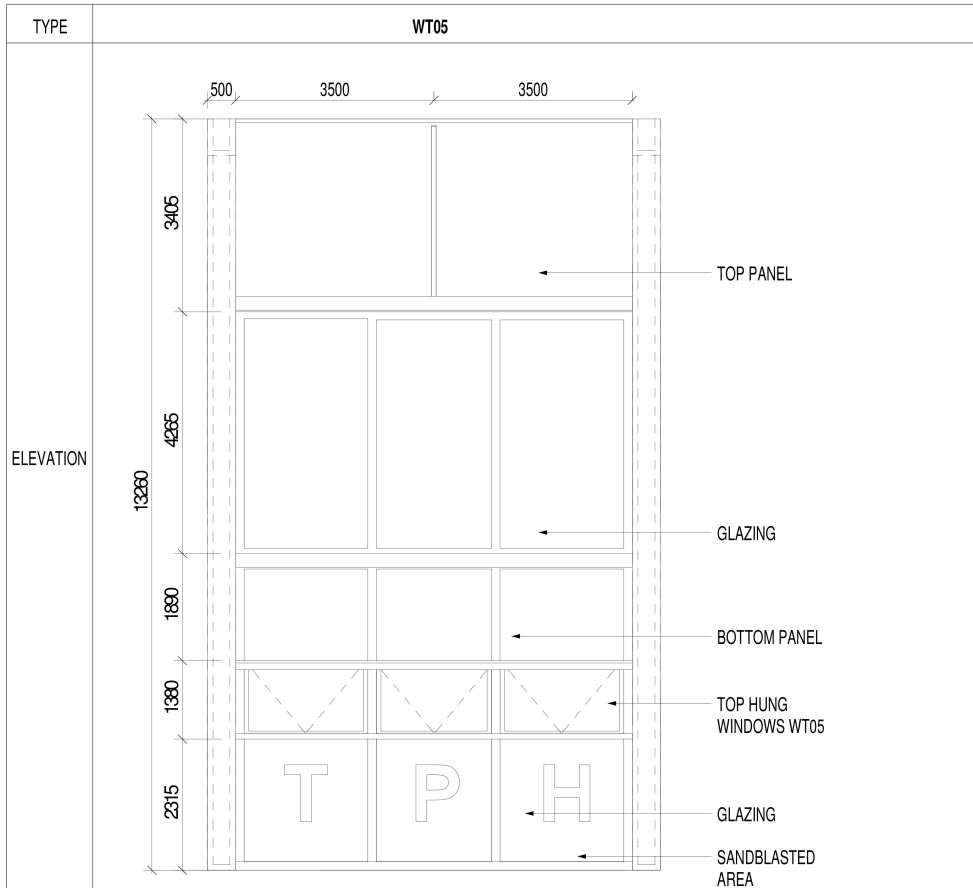 TYPE
WT05
500
3500
3500
3405
TOP PANEL
4265
ELEVATION
13260
GLAZING
1890
BOTTOM PANEL
1380
TOP HUNG
WINDOWS WT05
T P H
2315
GLAZING
SANDBLASTED
AREA